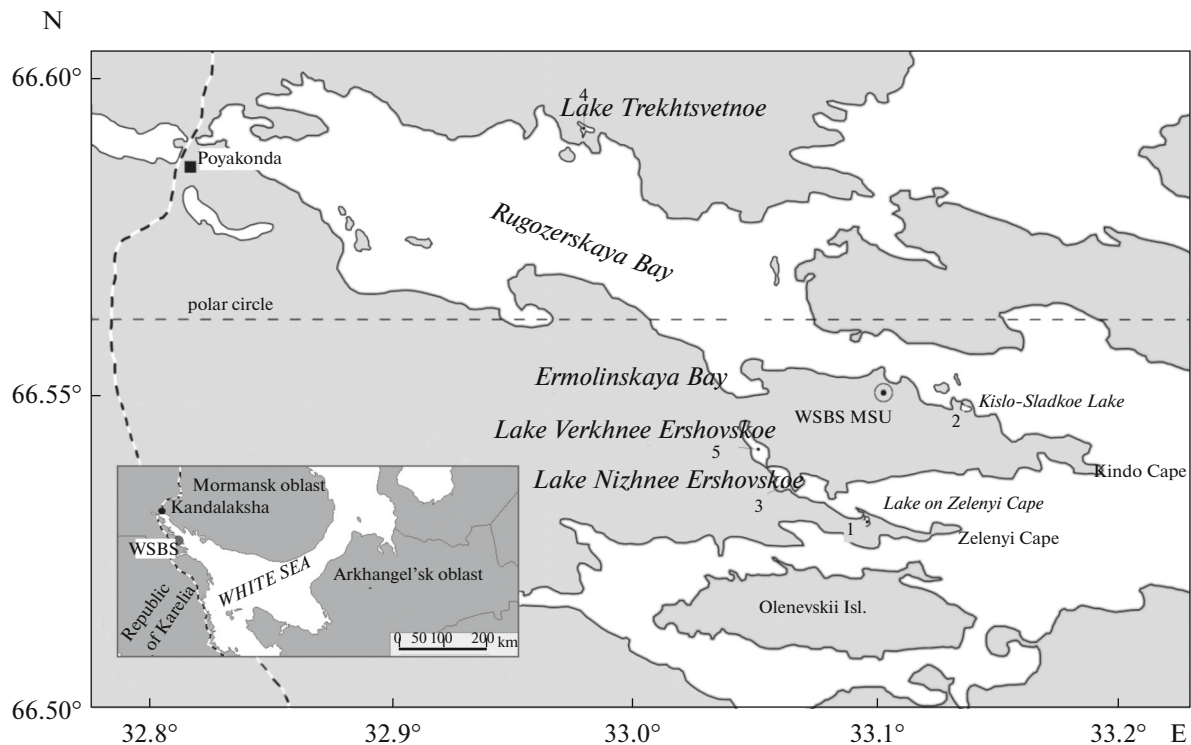 N
66.60°
4
Lake Trekhtsvetnoe
Poyakonda
Rugozerskaya Bay
polar circle
66.55°
Ermolinskaya Bay
WSBS MSU
Kislo-Sladkoe Lake
2
Lake Verkhnee Ershovskoe
5
Kindo Cape
Lake Nizhnee Ershovskoe
3
Lake on Zelenyi Cape
1
Zelenyi Cape
Olenevskii Isl.
Mormansk oblast
Kandalaksha
WSBS
WHITE SEA
Arkhangel'sk oblast
Republic
of Karelia
0 50 100 200 km
66.50°
32.8° 32.9° 33.0° 33.1° 33.2° E